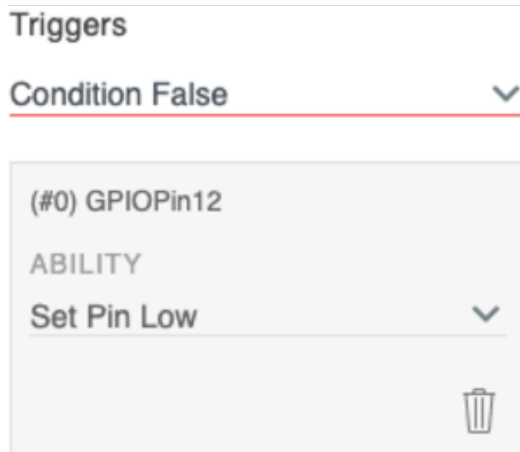 Triggers
Condition False
(#0) GPIOPin12
ABILITY
Set Pin Low